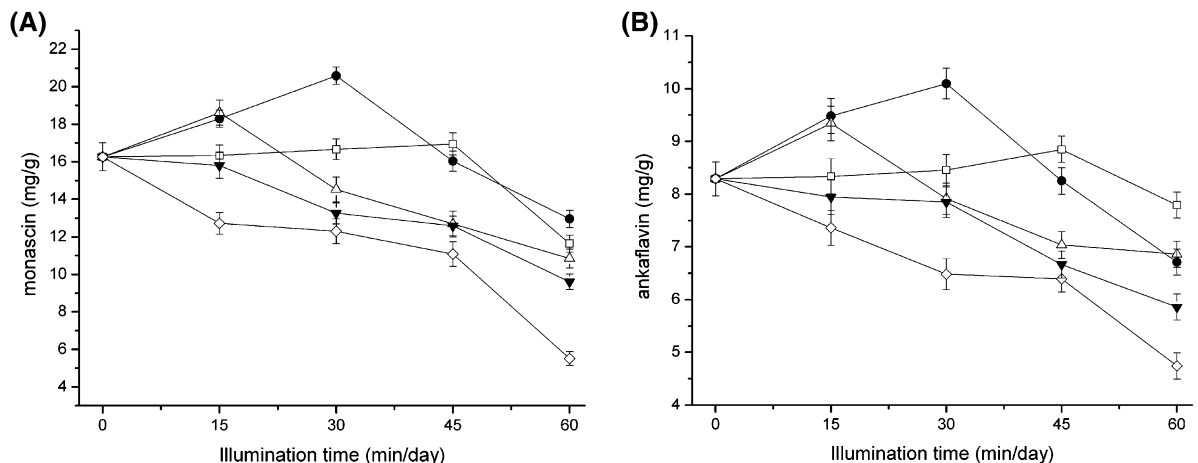 (A)
monascin (mg/g)
22
20
18
16
14
12
10
8
6
4
0 15 30 45 60
Illumination time (min/day)
(B)
ankaflavin (mg/g)
11
10
9
8
7
6
5
4
0 15 30 45 60
Illumination time (min/day)